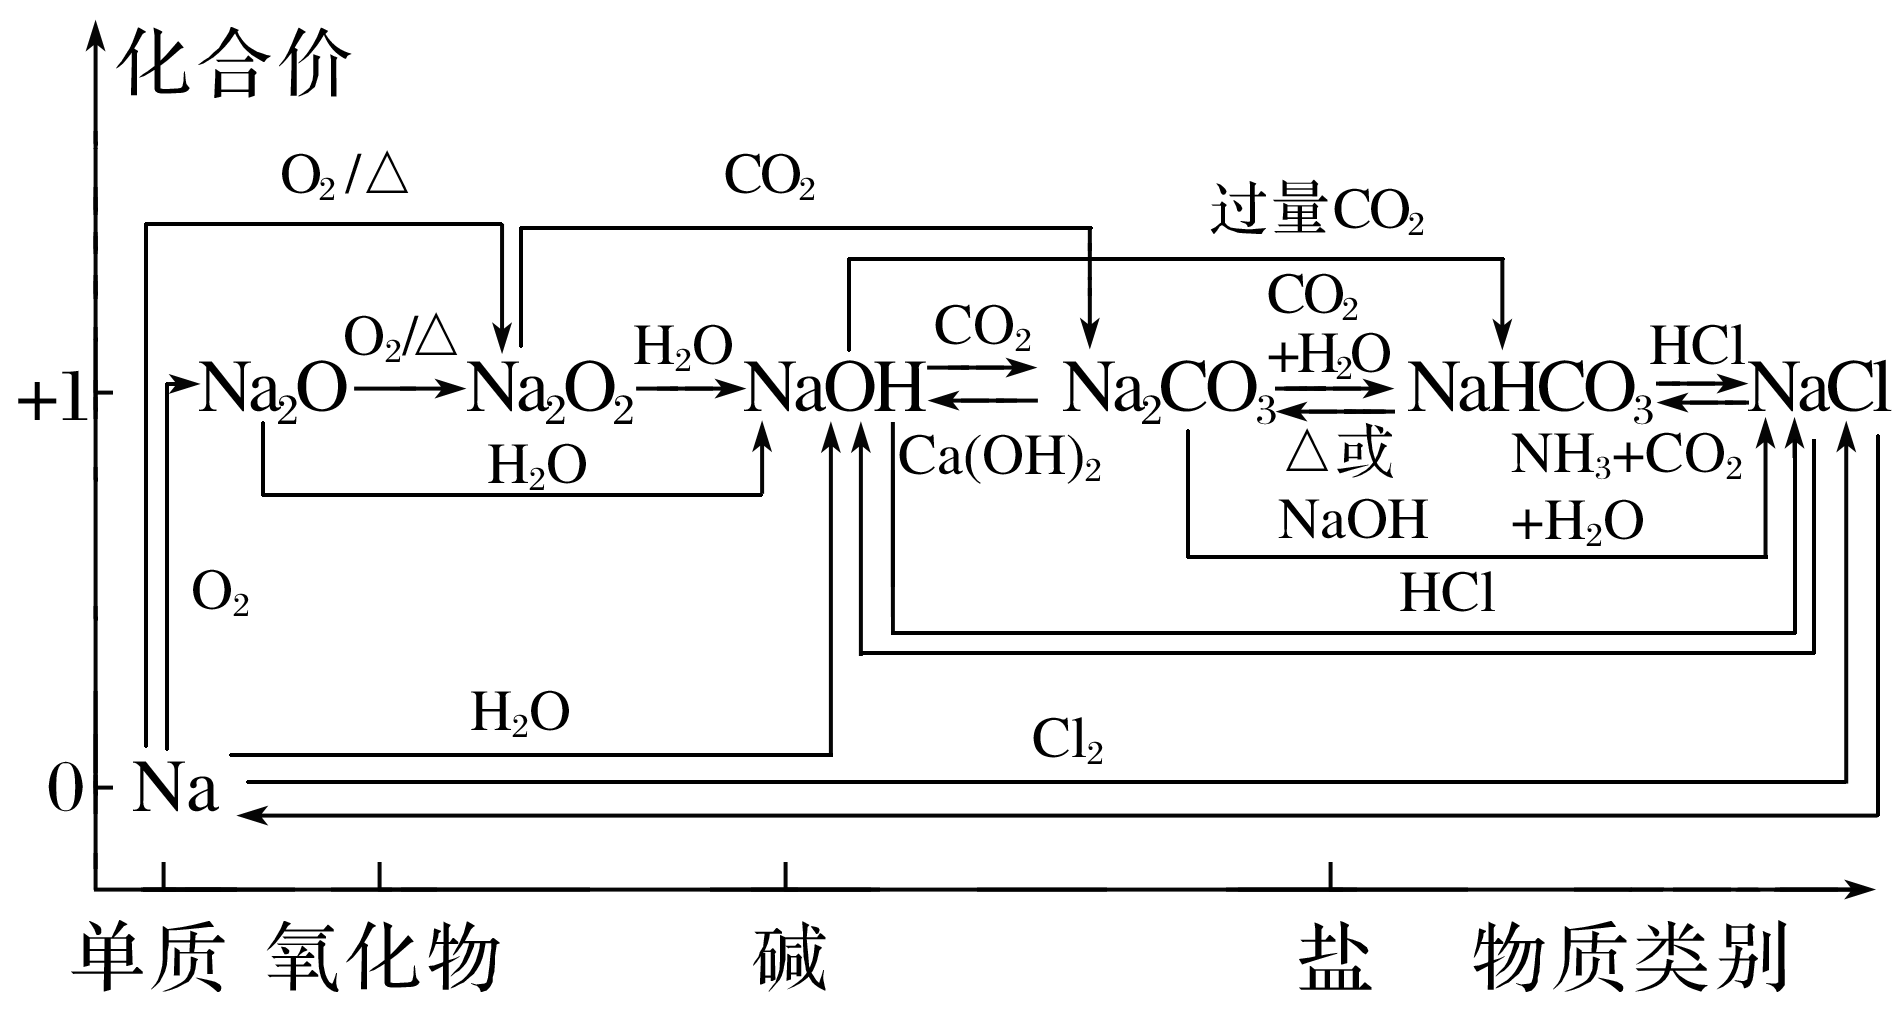 化合价
O₂/△
CO₂
过量CO₂
O₂/△
H₂O
CO₂
CO₂
+H₂O
HCl
+1
Na₂O
Na₂O₂
NaOH
Na₂CO₃
NaHCO₃
NaCl
H₂O
Ca(OH)₂
△或
NaOH
NH₃+CO₂
+H₂O
O₂
HCl
H₂O
Cl₂
0
Na
单质
氧化物
碱
盐
物质类别